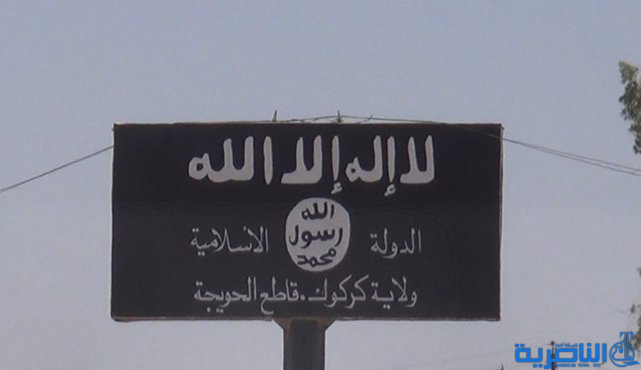 لا إله إلا الله
الله
رسول
محمد
الدولة الاسلامية
ولاية كركوك . قاطع الحويجة
الناصرية